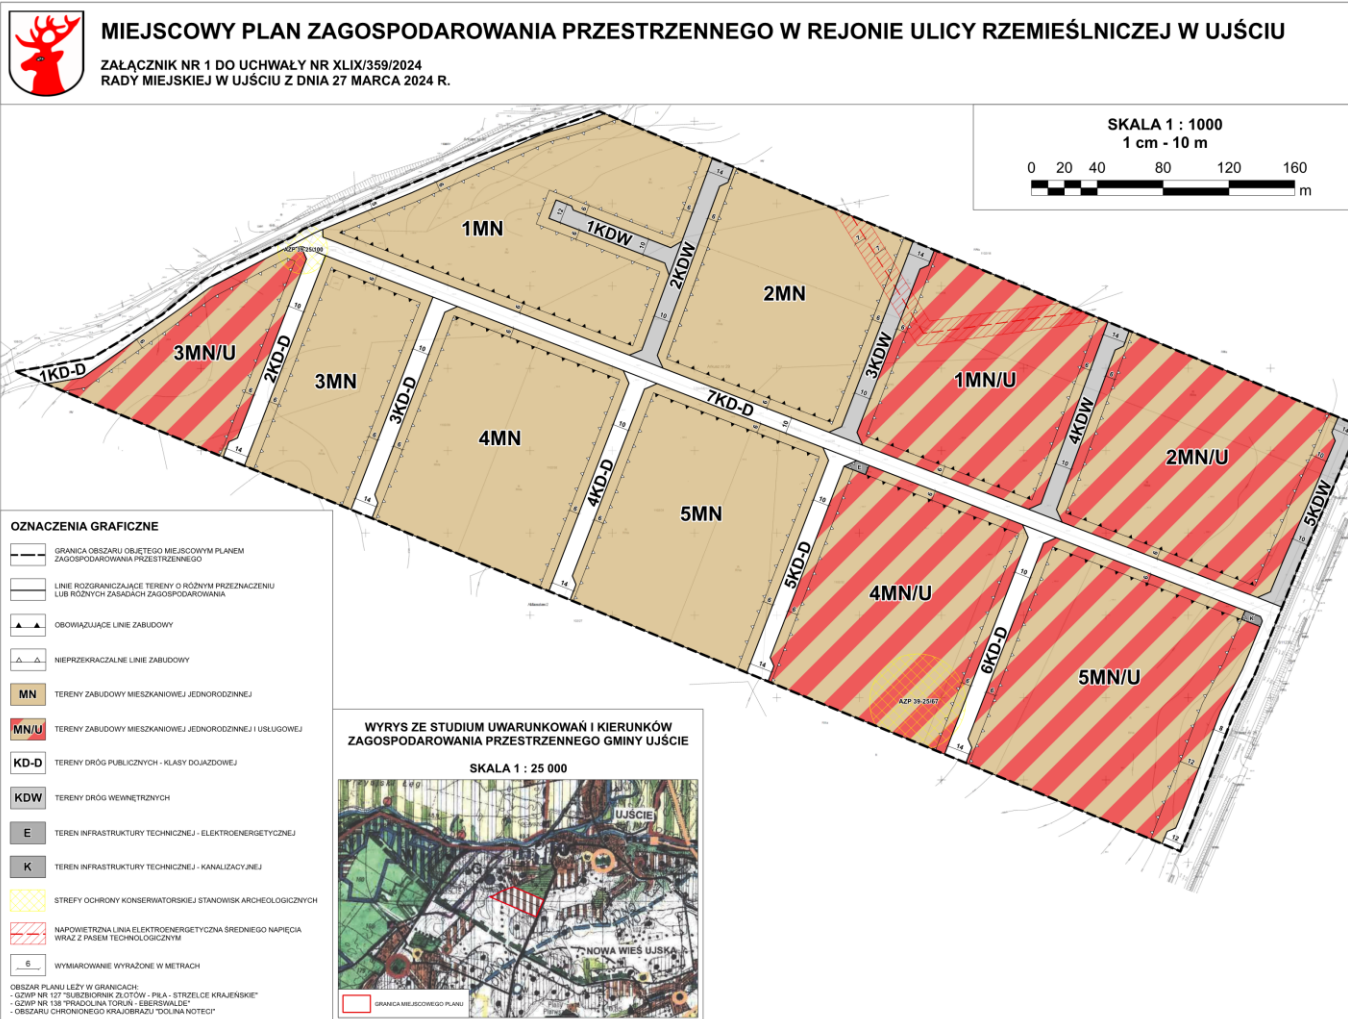 MIEJSCOWY PLAN ZAGOSPODAROWANIA PRZESTRZENNEGO W REJONIE ULICY RZEMIEŚLNICZEJ W UJŚCIU
ZAŁĄCZNIK NR 1 DO UCHWAŁY NR XLIX/359/2024
RADY MIEJSKIEJ W UJŚCIU Z DNIA 27 MARCA 2024 R.
SKALA 1 : 1000
1 cm - 10 m
0 20 40 80 120 160
m
1MN
1KDW
2KDW
2MN
3KDW
1MN/U
4KDW
2MN/U
5KDW
AZP 39-25/100
3MN/U
1KD-D
2KD-D
3MN
3KD-D
4MN
4KD-D
7KD-D
5MN
5KD-D
E
4MN/U
AZP 39-25/67
6KD-D
5MN/U
K
OZNACZENIA GRAFICZNE
GRANICA OBSZARU OBJĘTEGO MIEJSCOWYM PLANEM
ZAGOSPODAROWANIA PRZESTRZENNEGO
LINIE ROZGRANICZAJĄCE TERENY O RÓŻNYM PRZEZNACZENIU
LUB RÓŻNYCH ZASADACH ZAGOSPODAROWANIA
OBOWIĄZUJĄCE LINIE ZABUDOWY
NIEPRZEKRACZALNE LINIE ZABUDOWY
MN TERENY ZABUDOWY MIESZKANIOWEJ JEDNORODZINNEJ
MN/U TERENY ZABUDOWY MIESZKANIOWEJ JEDNORODZINNEJ I USŁUGOWEJ
KD-D TERENY DRÓG PUBLICZNYCH - KLASY DOJAZDOWEJ
KDW TERENY DRÓG WEWNĘTRZNYCH
E TEREN INFRASTRUKTURY TECHNICZNEJ - ELEKTROENERGETYCZNEJ
K TEREN INFRASTRUKTURY TECHNICZNEJ - KANALIZACYJNEJ
STREFY OCHRONY KONSERWATORSKIEJ STANOWISK ARCHEOLOGICZNYCH
NAPOWIETRZNA LINIA ELEKTROENERGETYCZNA ŚREDNIEGO NAPIĘCIA
WRAZ Z PASEM TECHNOLOGICZNYM
6 WYMIAROWANIE WYRAŻONE W METRACH
OBSZAR PLANU LEŻY W GRANICACH:
- GZWP NR 127 "SUBZBIORNIK ZŁOTÓW - PIŁA - STRZELCE KRAJEŃSKIE"
- GZWP NR 138 "PRADOLINA TORUŃ - EBERSWALDE"
- OBSZARU CHRONIONEGO KRAJOBRAZU "DOLINA NOTECI"
WYRYS ZE STUDIUM UWARUNKOWAŃ I KIERUNKÓW
ZAGOSPODAROWANIA PRZESTRZENNEGO GMINY UJŚCIE
SKALA 1 : 25 000
UJŚCIE
NOWA WIEŚ UJSKA
GRANICA MIEJSCOWEGO PLANU